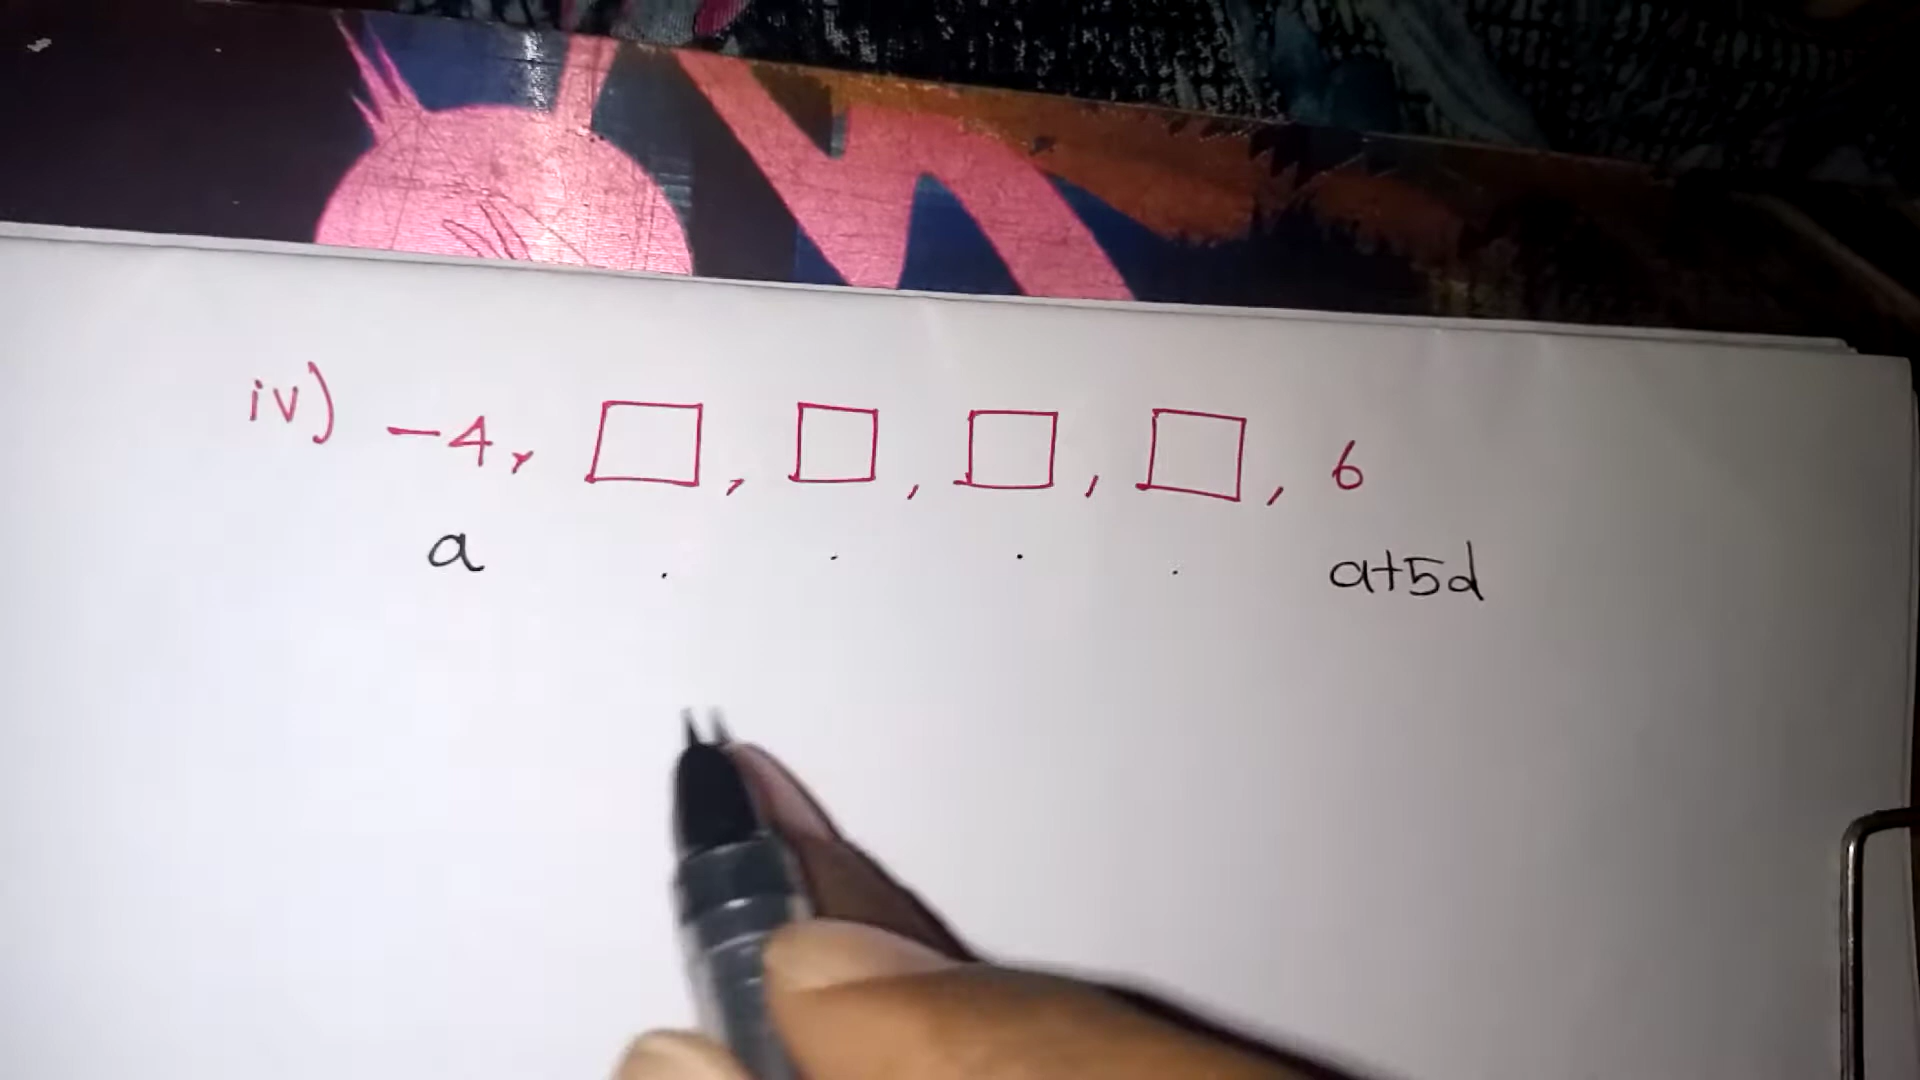 iv) -4, □, □, □, □, 6
a . . . . a+5d